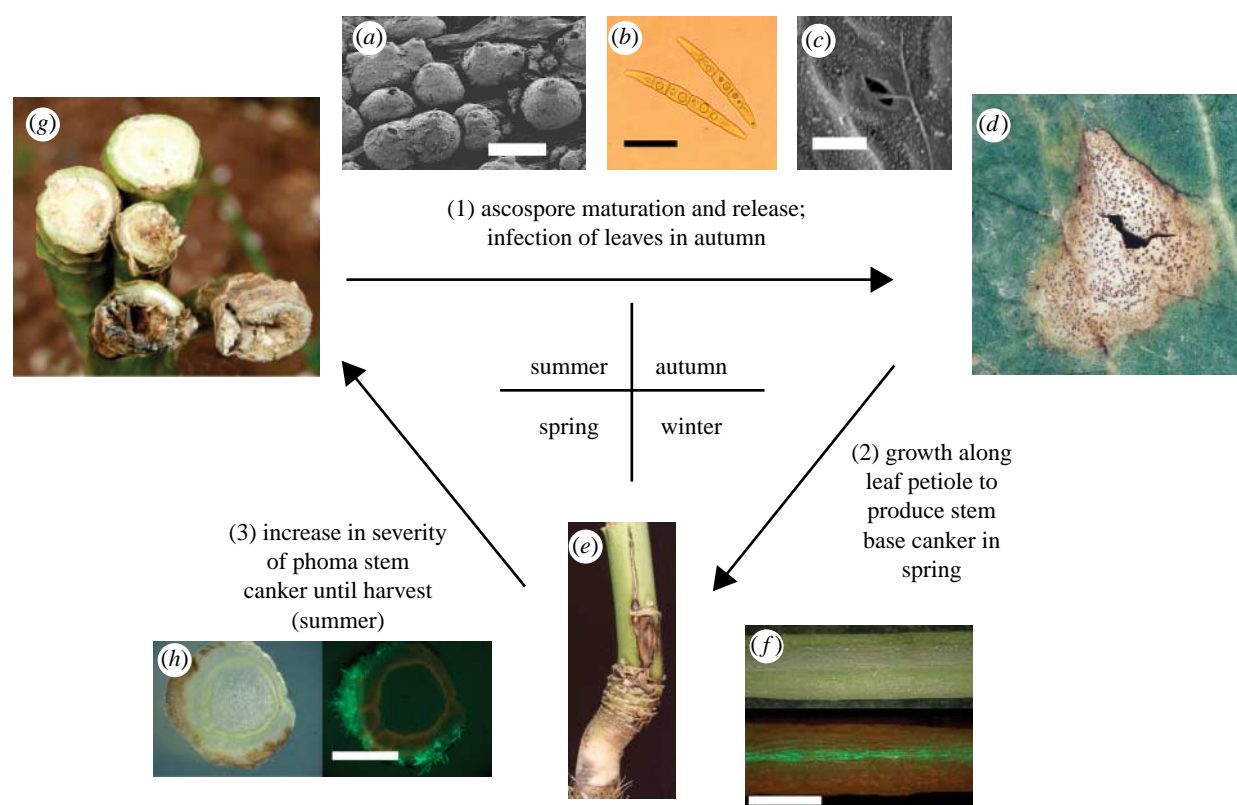 (a)
(b)
(c)
(g)
(d)
(1) ascospore maturation and release;
infection of leaves in autumn
summer
autumn
spring
winter
(2) growth along
leaf petiole to
produce stem
base canker in
spring
(3) increase in severity
of phoma stem
canker until harvest
(summer)
(e)
(f)
(h)